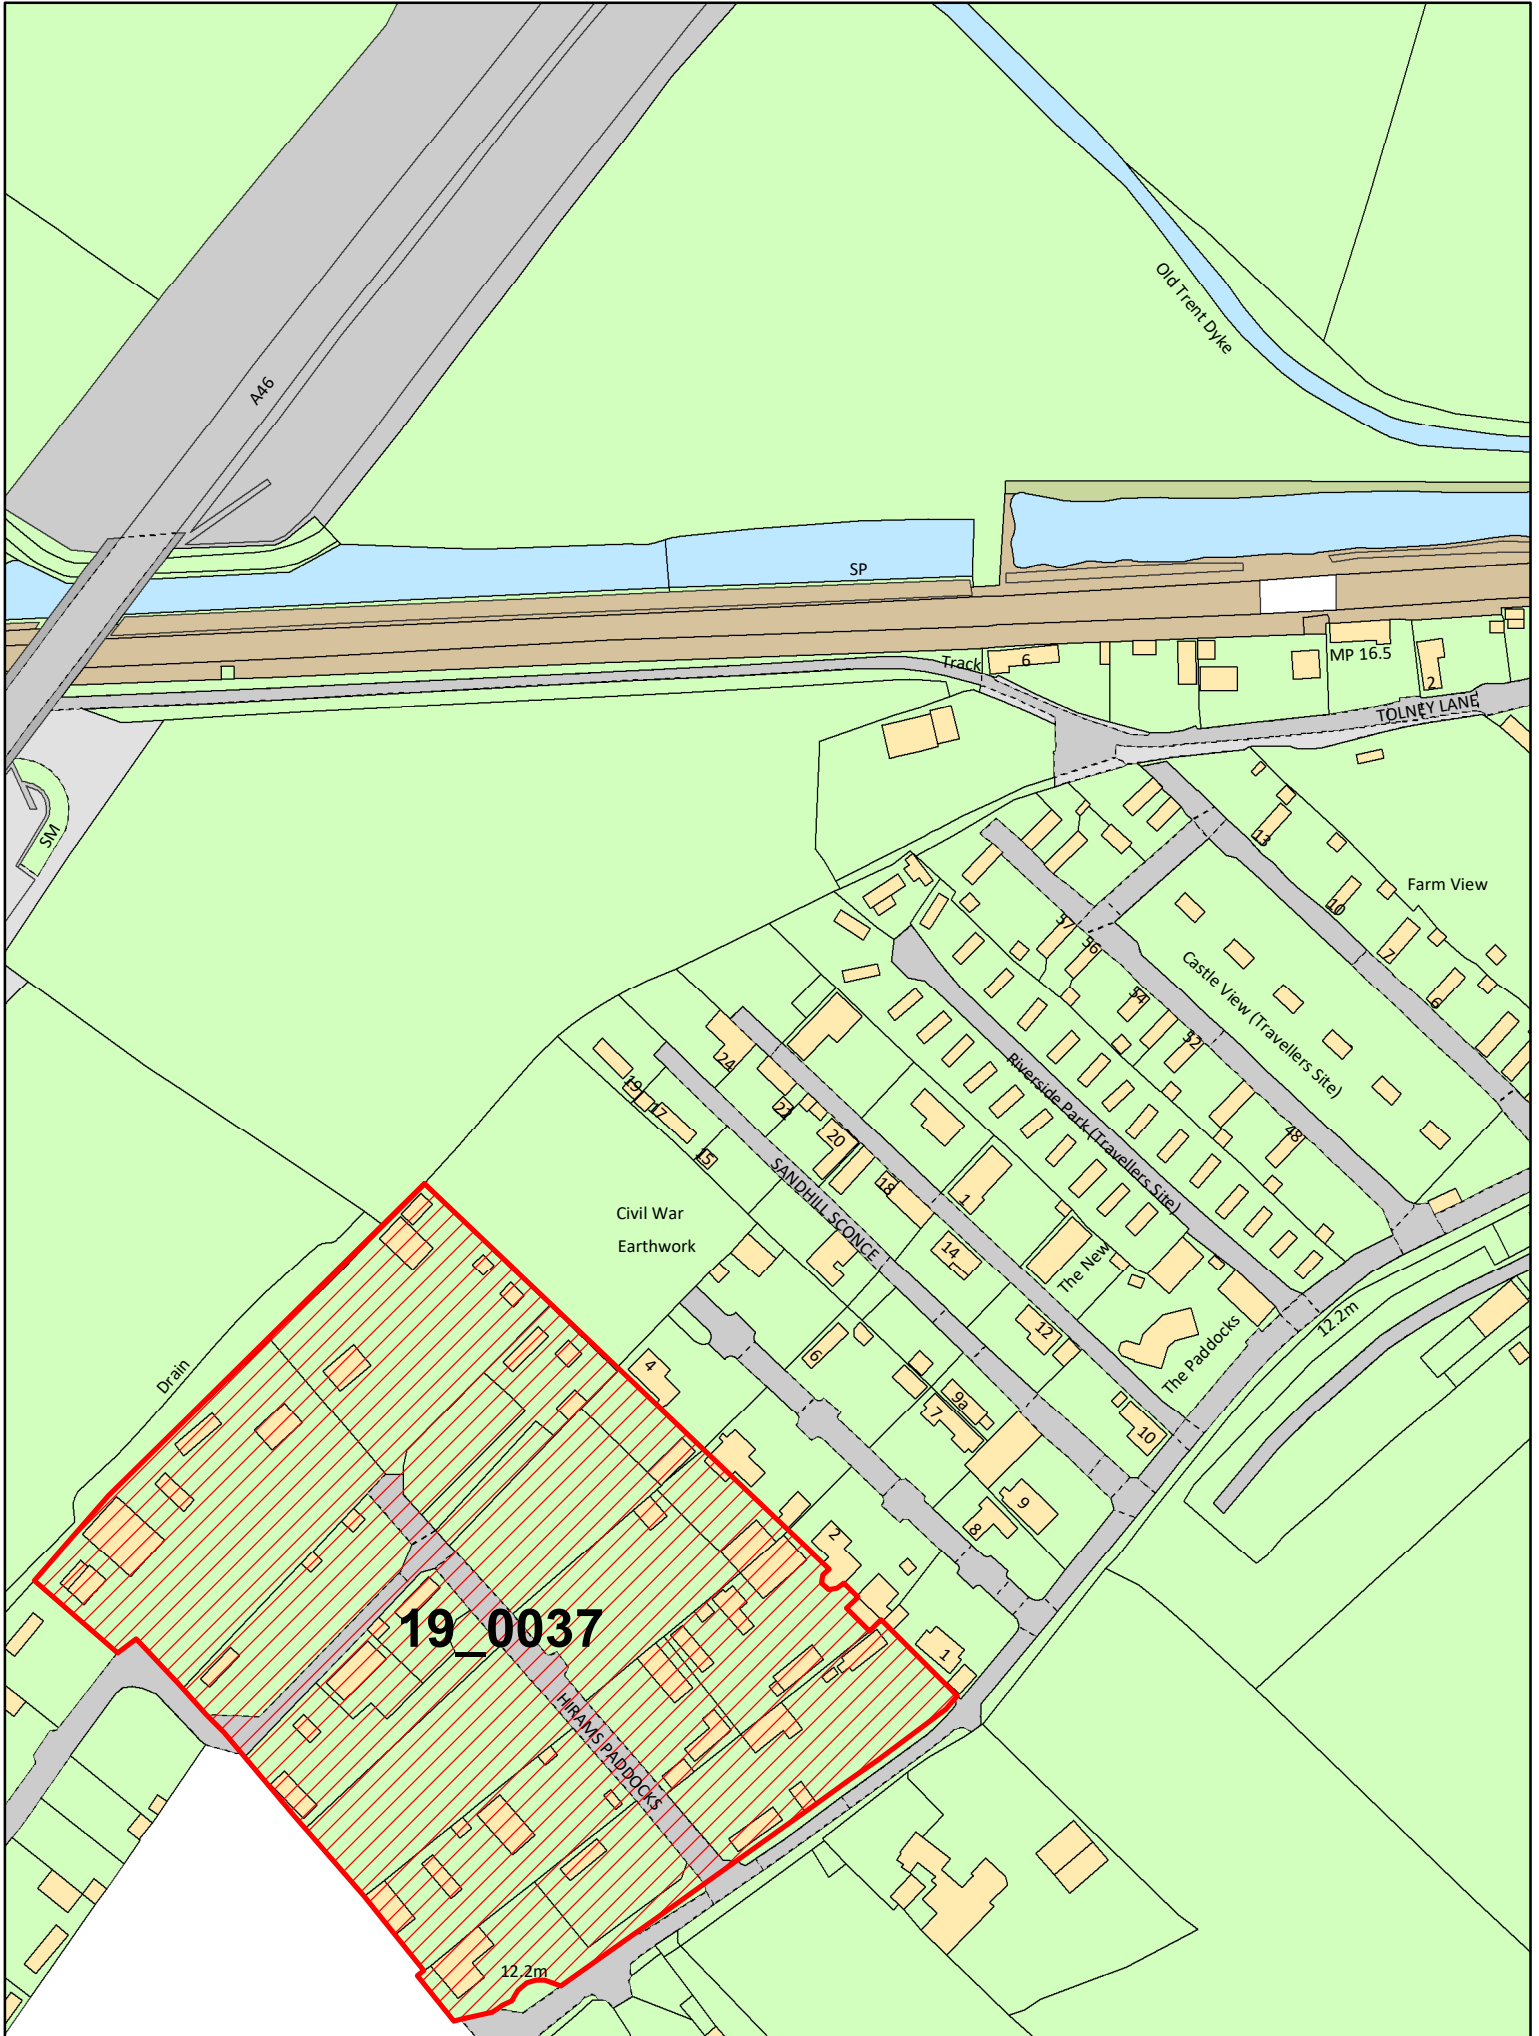 A46
Old Trent Dyke
SP
Track
6
MP 16.5
2
TOLNEY LANE
SM
13
Farm View
10
57
56
7
6
Castle View (Travellers Site)
54
52
24
Riverside Park (Travellers Site)
19
17
22
48
20
15
SANDHILL SCONCE
18
1
Civil War
Earthwork
14
The New
12
12.2m
The Paddocks
Drain
4
6
9a
7
10
9
8
2
19_0037
1
HIRAMS PADDOCKS
12.2m